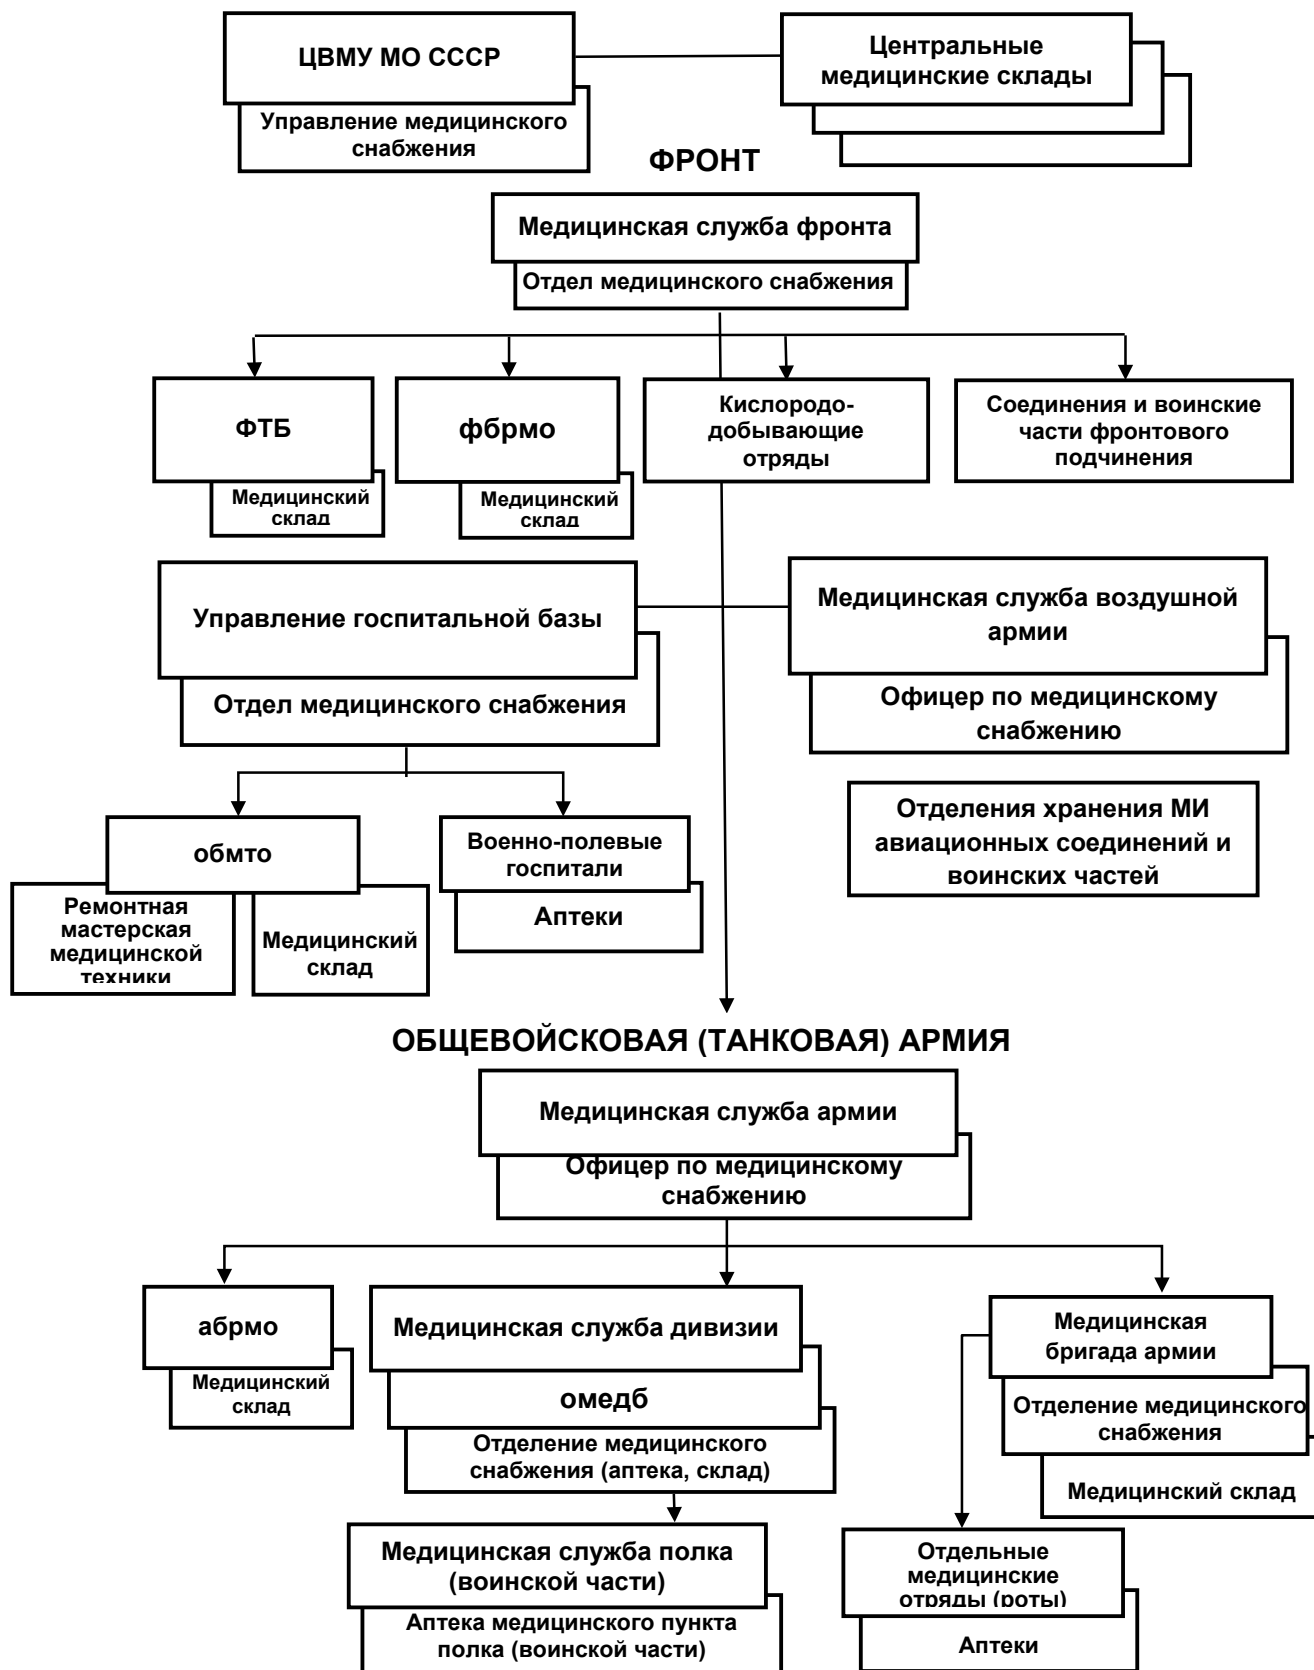 ЦВМУ МО СССР
Управление медицинского
снабжения
Центральные
медицинские склады
ФРОНТ
Медицинская служба фронта
Отдел медицинского снабжения
ФТБ
Медицинский
склад
фбрмо
Медицинский
склад
Кислородо-
добывающие
отряды
Соединения и воинские
части фронтового
подчинения
Управление госпитальной базы
Отдел медицинского снабжения
Медицинская служба воздушной
армии
Офицер по медицинскому
снабжению
обмто
Ремонтная
мастерская
медицинской
техники
Медицинский
склад
Военно-полевые
госпитали
Аптеки
Отделения хранения МИ
авиационных соединений и
воинских частей
ОБЩЕВОЙСКОВАЯ (ТАНКОВАЯ) АРМИЯ
Медицинская служба армии
Офицер по медицинскому
снабжению
абрмо
Медицинский
склад
Медицинская служба дивизии
омедб
Отделение медицинского
снабжения (аптека, склад)
Медицинская
бригада армии
Отделение медицинского
снабжения
Медицинский склад
Медицинская служба полка
(воинской части)
Аптека медицинского пункта
полка (воинской части)
Отдельные
медицинские
отряды (роты)
Аптеки